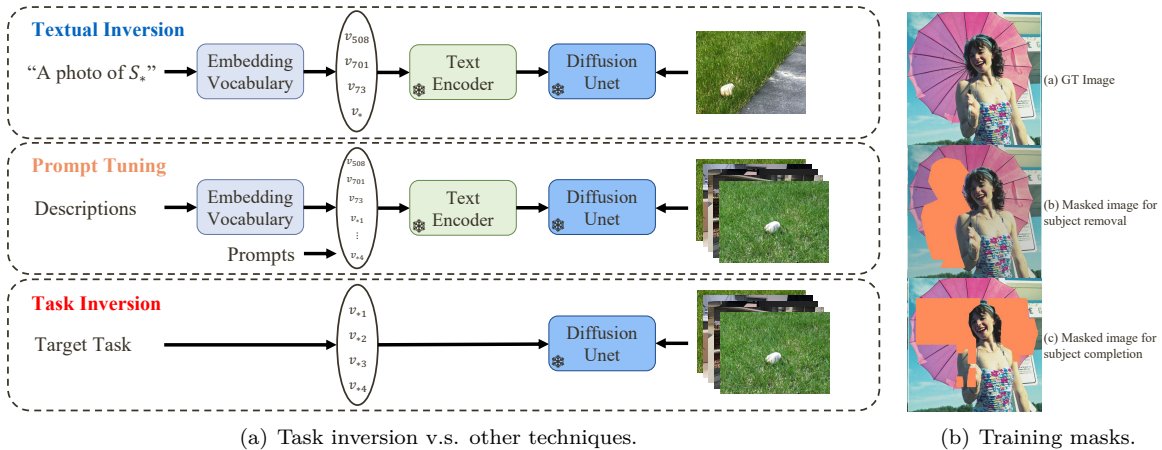 Textual Inversion
“A photo of S*”
Embedding
Vocabulary
v508
v701
v73
v*
Text
Encoder
Diffusion
Unet
Prompt Tuning
Descriptions
Embedding
Vocabulary
Prompts
v508
v701
v73
v*1
⋮
v*4
Text
Encoder
Diffusion
Unet
Task Inversion
Target Task
v*1
v*2
v*3
v*4
Diffusion
Unet
(a) Task inversion v.s. other techniques.
(a) GT Image
(b) Masked image for
subject removal
(c) Masked image for
subject completion
(b) Training masks.